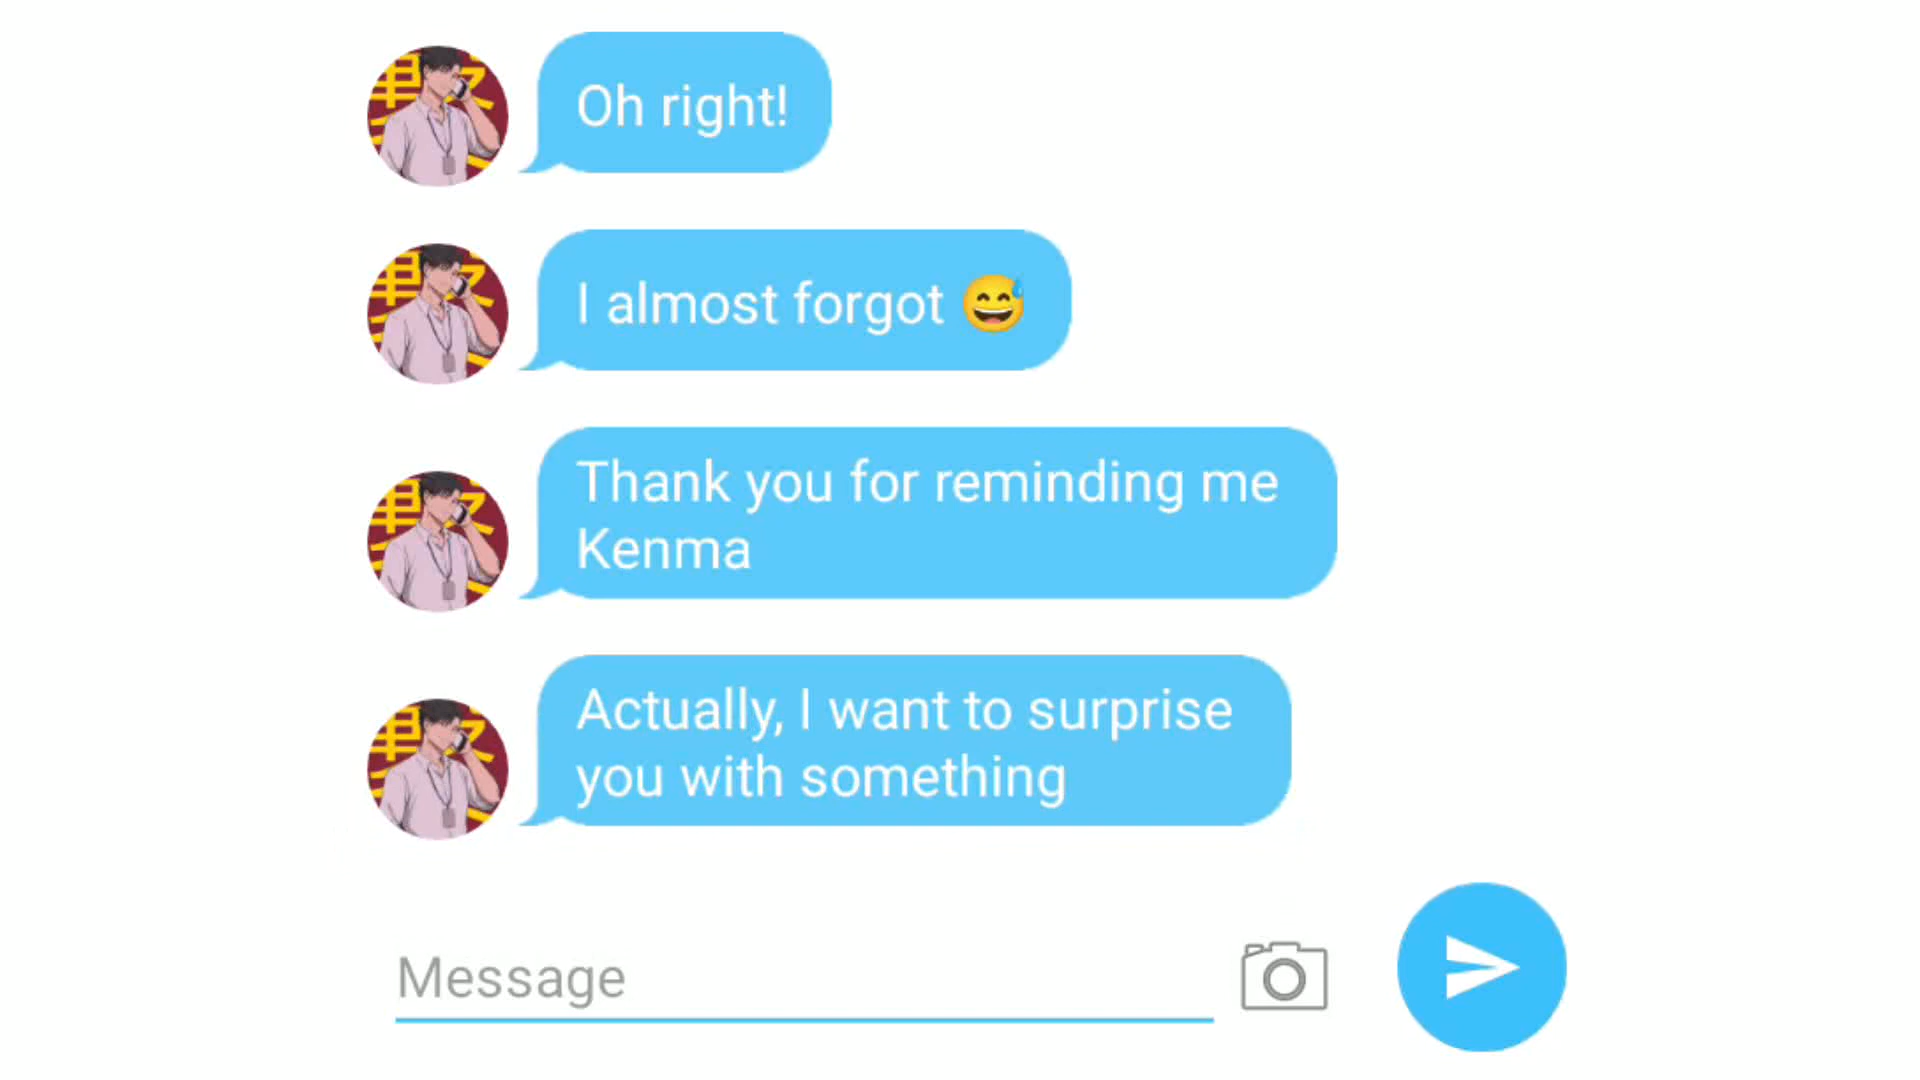 Oh right!
I almost forgot 😅
Thank you for reminding me
Kenma
Actually, I want to surprise
you with something
Message